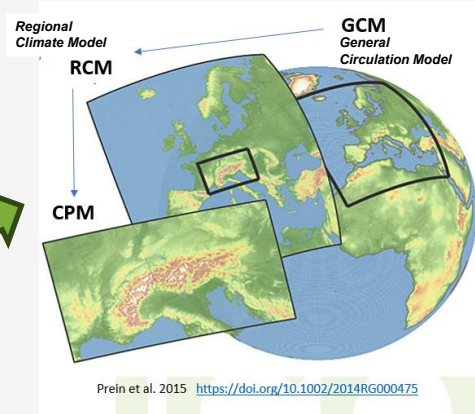 Regional
Climate Model
RCM
GCM
General
Circulation Model
CPM
Prein et al. 2015 https://doi.org/10.1002/2014RG000475